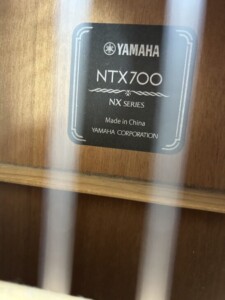 YAMAHA
NTX700
NX SERIES
Made in China
YAMAHA CORPORATION